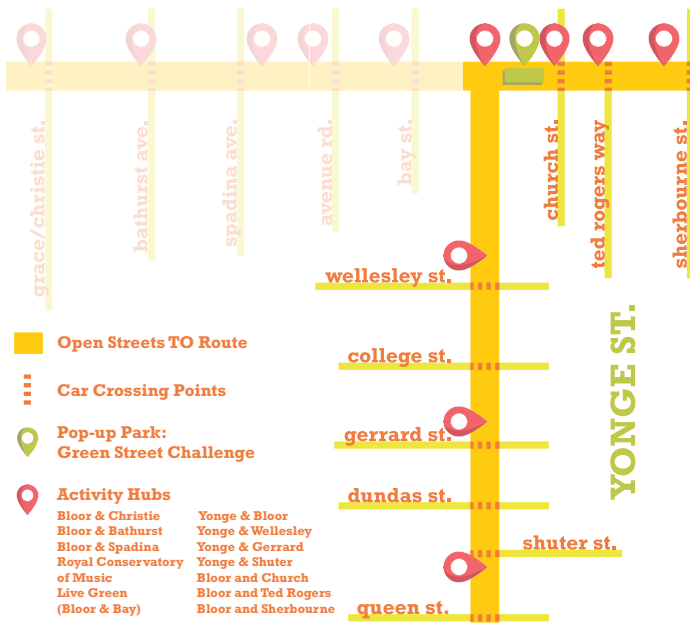 grace/christie st.
bathurst ave.
spadina ave.
avenue rd.
bay st.
church st.
ted rogers way
sherbourne st.
wellesley st.
college st.
gerrard st.
dundas st.
shuter st.
queen st.
YONGE ST.
Open Streets TO Route
Car Crossing Points
Pop-up Park:
Green Street Challenge
Activity Hubs
Bloor & Christie
Bloor & Bathurst
Bloor & Spadina
Royal Conservatory
of Music
Live Green
(Bloor & Bay)
Yonge & Bloor
Yonge & Wellesley
Yonge & Gerrard
Yonge & Shuter
Bloor and Church
Bloor and Ted Rogers
Bloor and Sherbourne